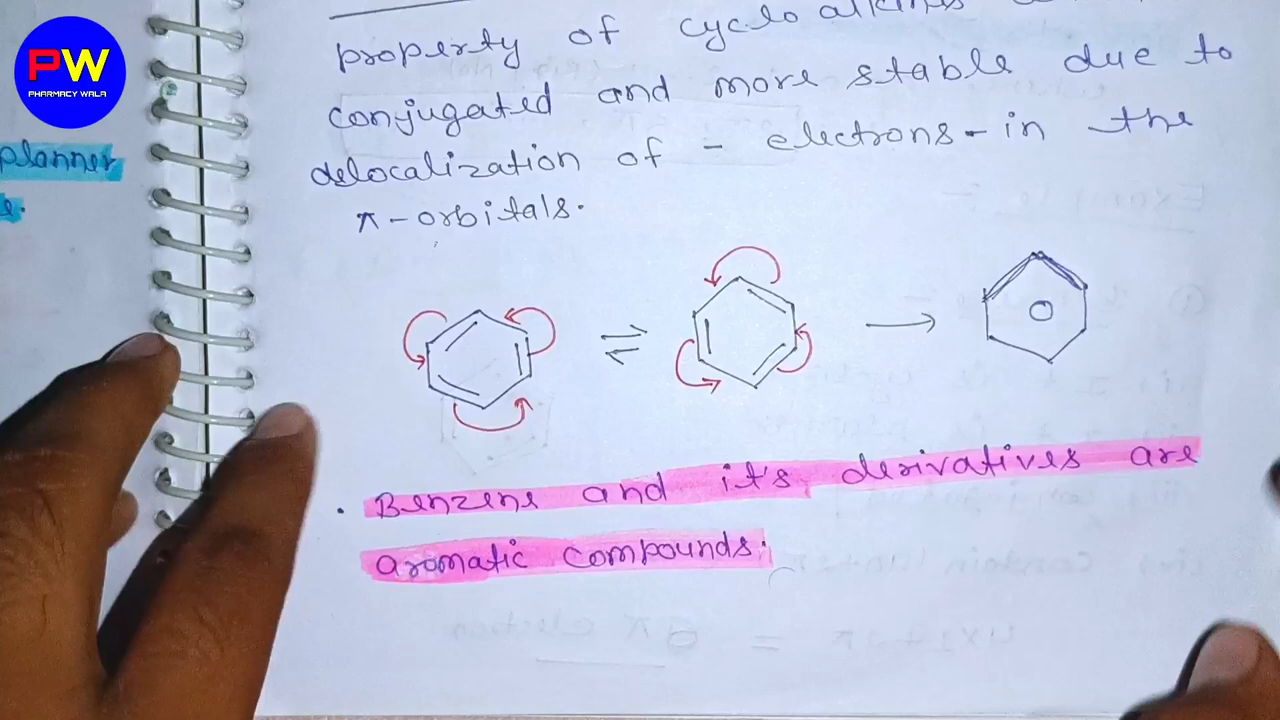 PW
PHARMACY WALA
planner
e.
property of cyclo
conjugated and more stable due to
delocalization of - electrons - in the
π - orbitals.
• Benzene and it's derivatives are
aromatic compounds.